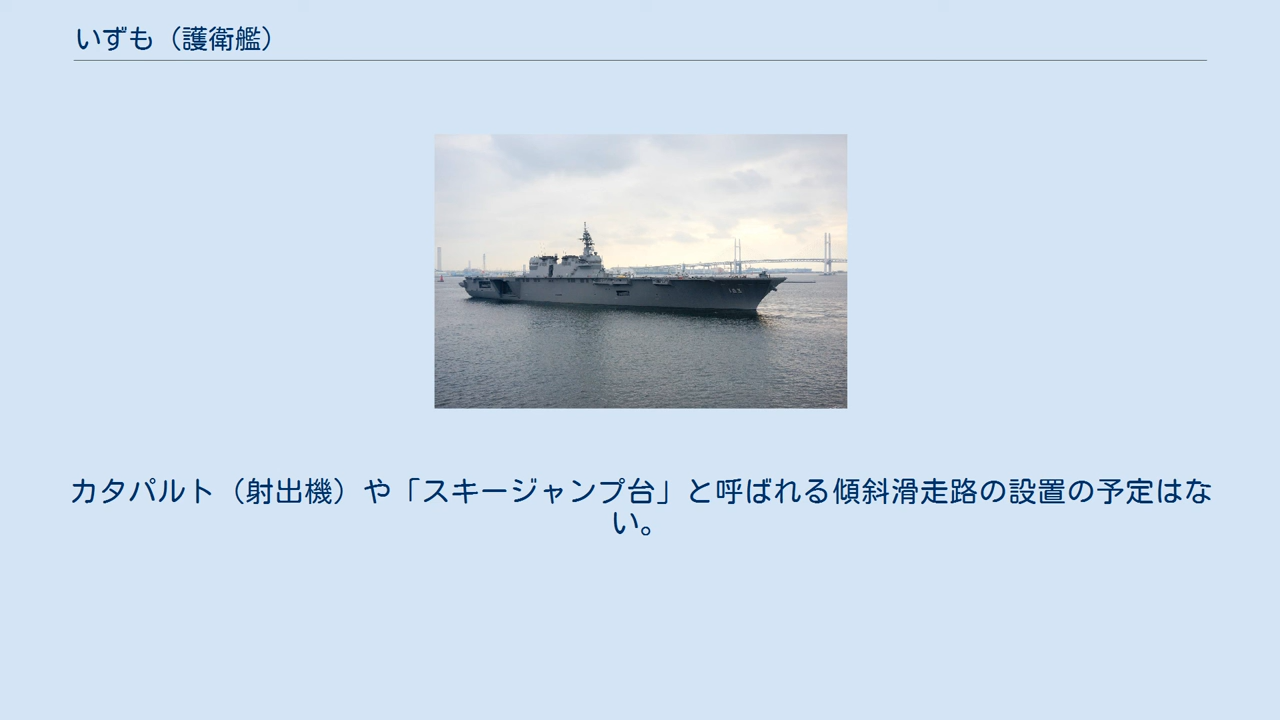 いずも（護衛艦）
183
カタパルト（射出機）や「スキージャンプ台」と呼ばれる傾斜滑走路の設置の予定はな
い。